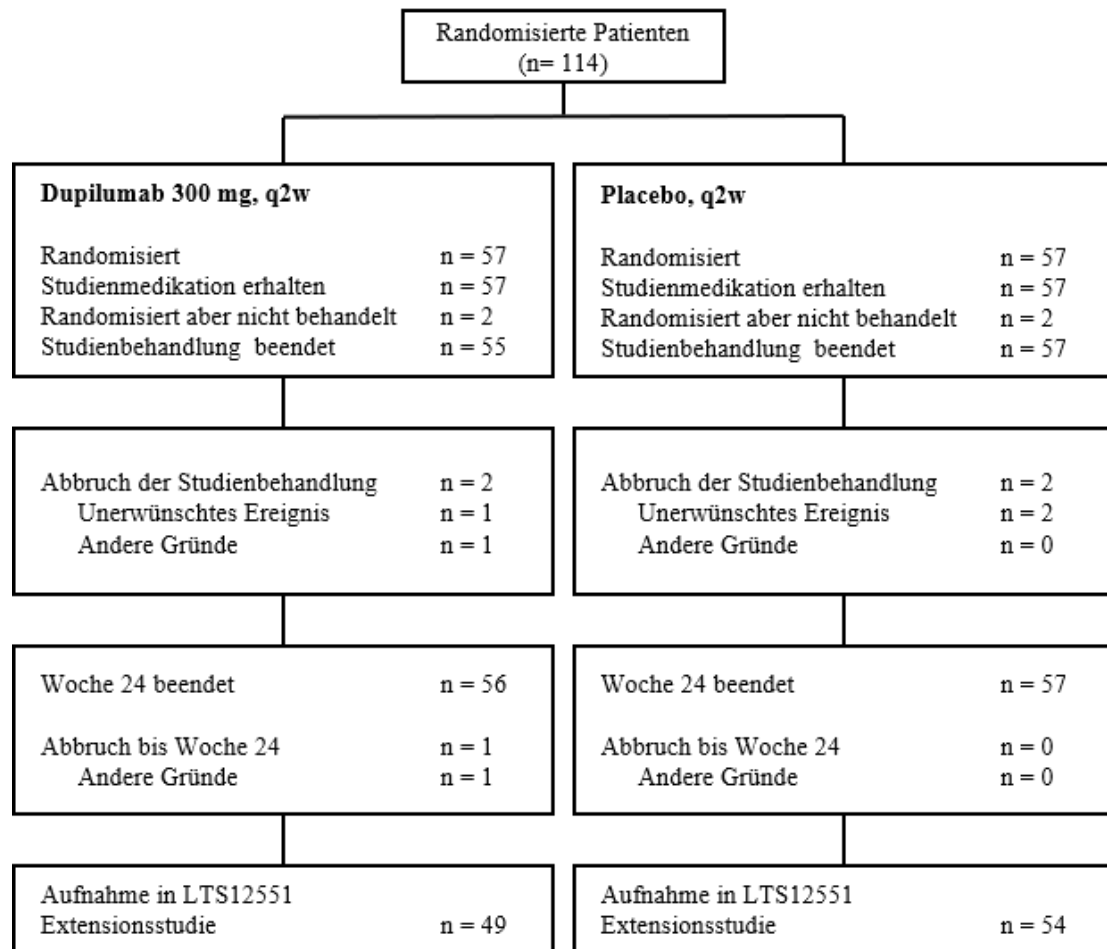 Randomisierte Patienten
(n= 114)
Dupilumab 300 mg, q2w
Randomisiert n = 57
Studienmedikation erhalten n = 57
Randomisiert aber nicht behandelt n = 2
Studienbehandlung beendet n = 55
Placebo, q2w
Randomisiert n = 57
Studienmedikation erhalten n = 57
Randomisiert aber nicht behandelt n = 2
Studienbehandlung beendet n = 57
Abbruch der Studienbehandlung n = 2
Unerwünschtes Ereignis n = 1
Andere Gründe n = 1
Abbruch der Studienbehandlung n = 2
Unerwünschtes Ereignis n = 2
Andere Gründe n = 0
Woche 24 beendet n = 56
Abbruch bis Woche 24 n = 1
Andere Gründe n = 1
Woche 24 beendet n = 57
Abbruch bis Woche 24 n = 0
Andere Gründe n = 0
Aufnahme in LTS12551
Extensionsstudie n = 49
Aufnahme in LTS12551
Extensionsstudie n = 54